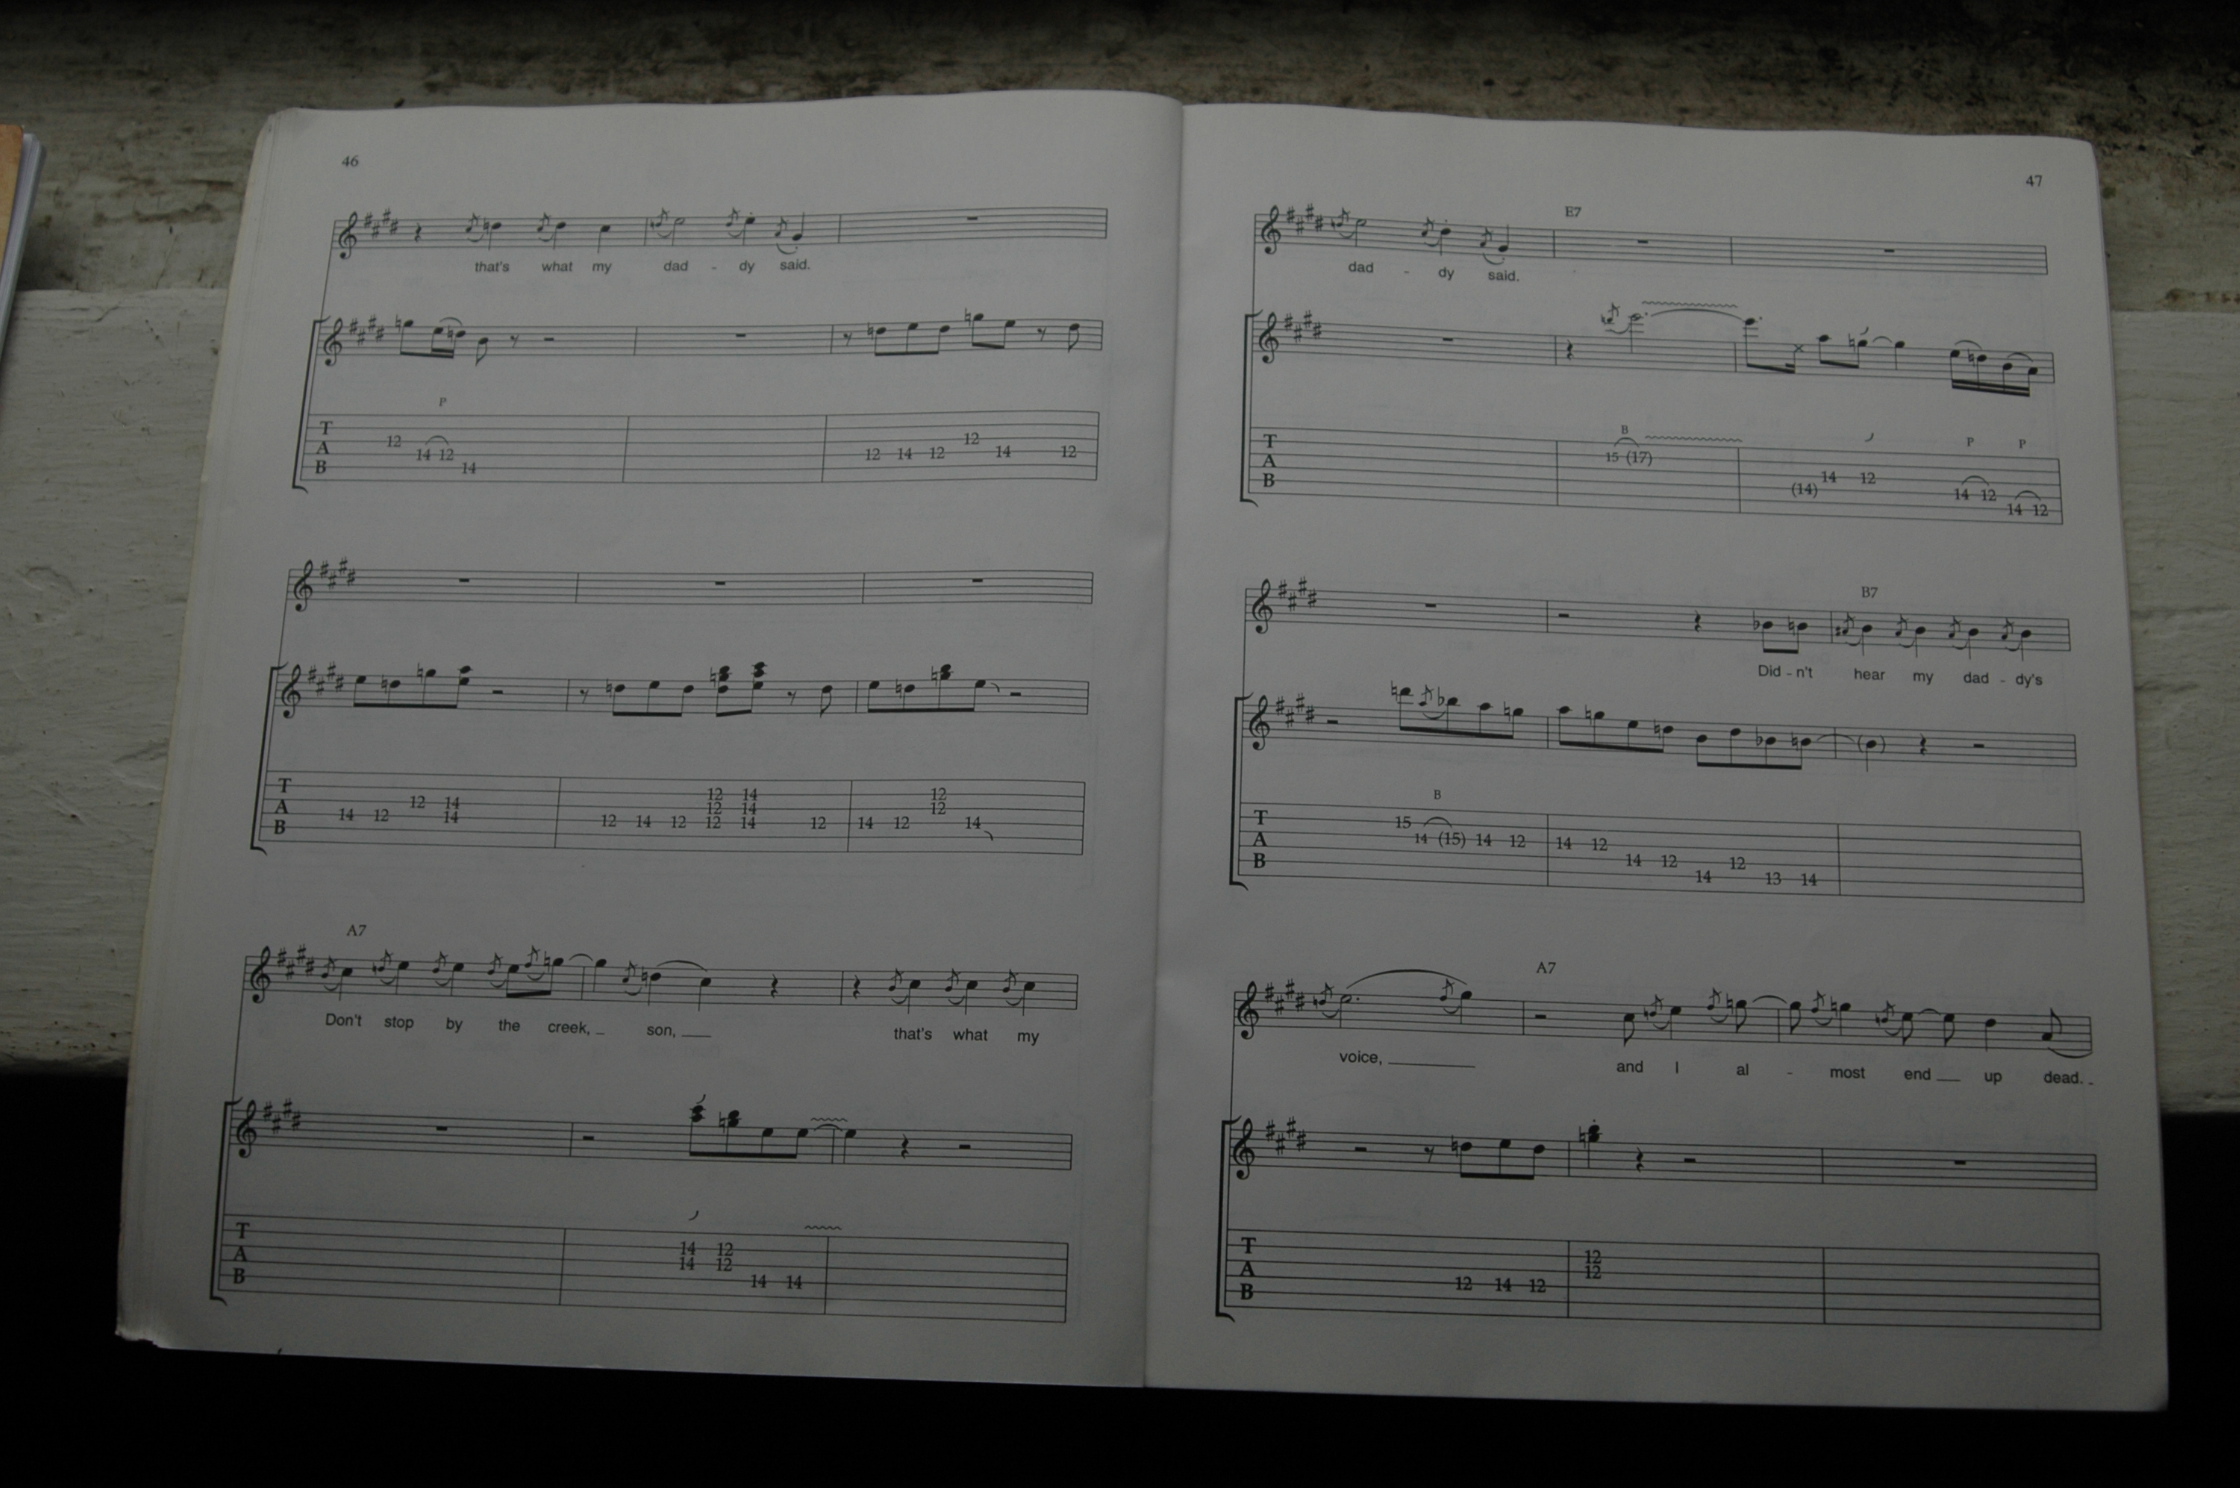 46
that's what my dad - dy said.
P
T
A
B
12 14 12 14 12 14 12 12 14 12
T
A
B
14 12 12 14 12 14 12 12 14 12 14 12 12 14
14 12 14 12
12 14
A7
Don't stop by the creek, _ son, ___ that's what my
T
A
B
14 12
14 12
14 14
47
E7
dad - dy said.
B P P
T
A
B
15 (17) (14) 14 12 14 12 14 12
B7
Did - n't hear my dad - dy's
B
T
A
B
15 14 (15) 14 12 14 12 14 12 14 12 13 14
A7
voice, ___ and I al - most end __ up dead. -
T
A
B
12
12
12 14 12